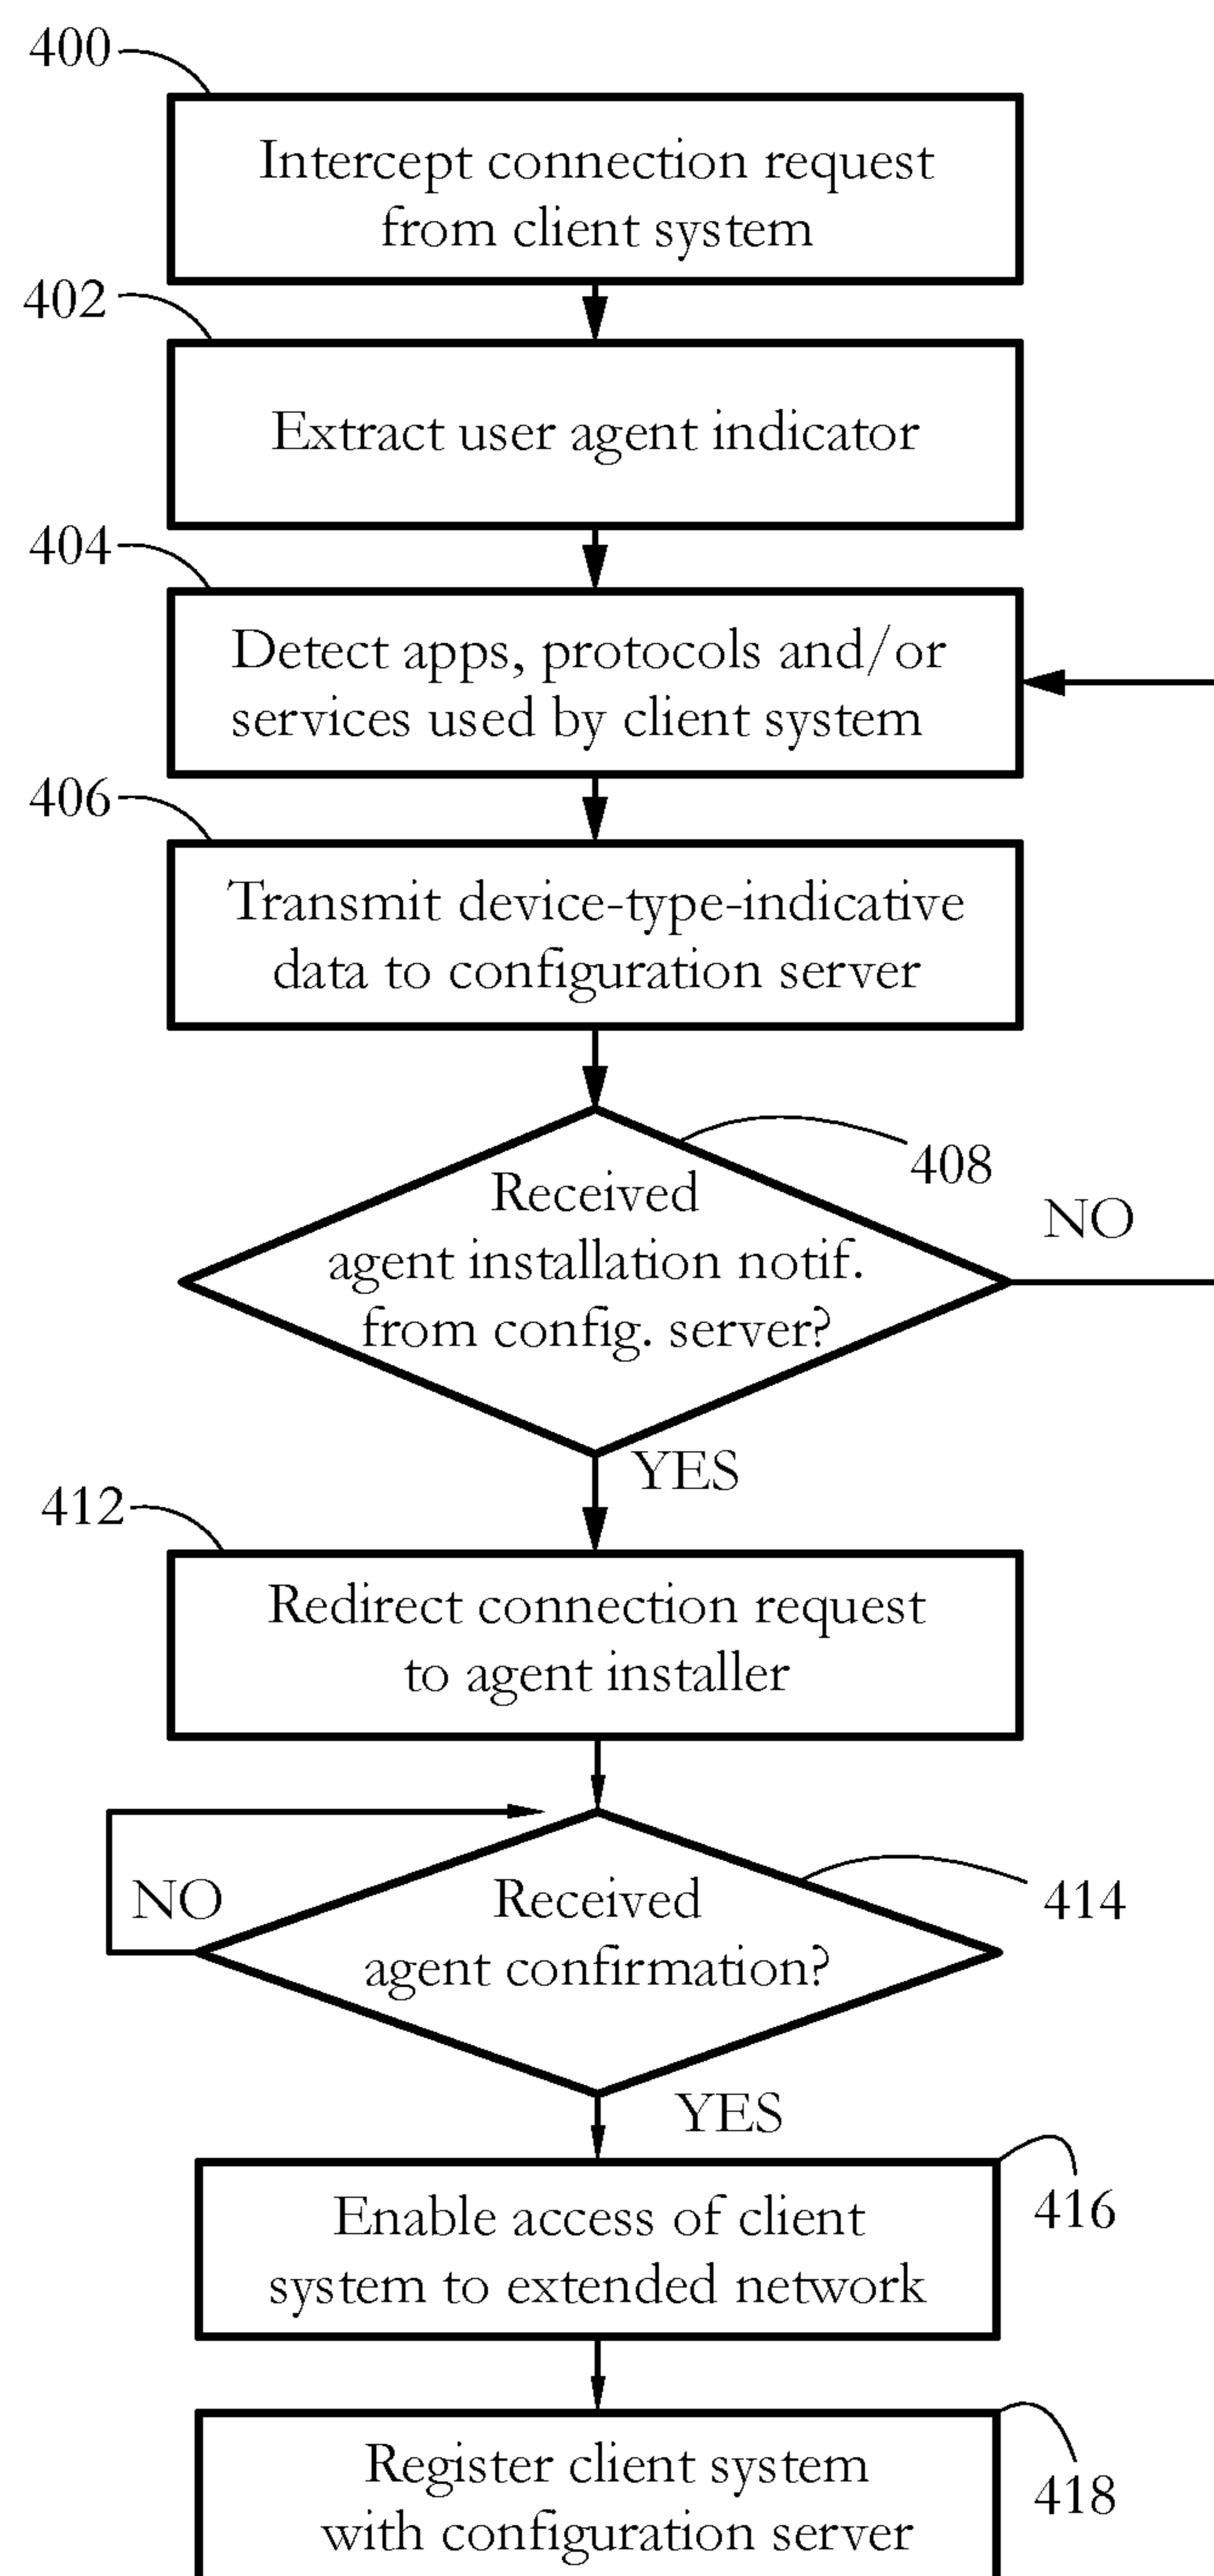 400
Intercept connection request
from client system
402
Extract user agent indicator
404
Detect apps, protocols and/or
services used by client system
406
Transmit device-type-indicative
data to configuration server
408
Received
agent installation notif.
from config. server?
NO
YES
412
Redirect connection request
to agent installer
NO
Received
agent confirmation?
414
YES
Enable access of client
system to extended network
416
Register client system
with configuration server
418